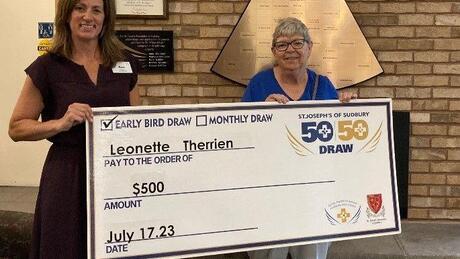 EARLY BIRD DRAW MONTHLY DRAW
Leonette Therrien
PAY TO THE ORDER OF
$500
AMOUNT
July 17.23
DATE
ST. JOSEPH'S OF SUDBURY
50 50
DRAW